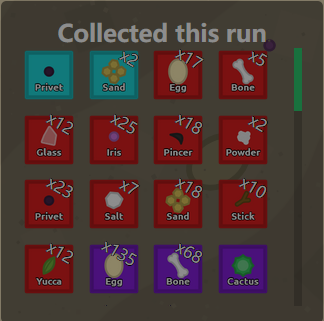 Collected this run
x2 x17 x5
Privet Sand Egg Bone
x12 x25 x18 x2
Glass Iris Pincer Powder
x23 x7 x18 x10
Privet Salt Sand Stick
x12 x135 x68
Yucca Egg Bone Cactus